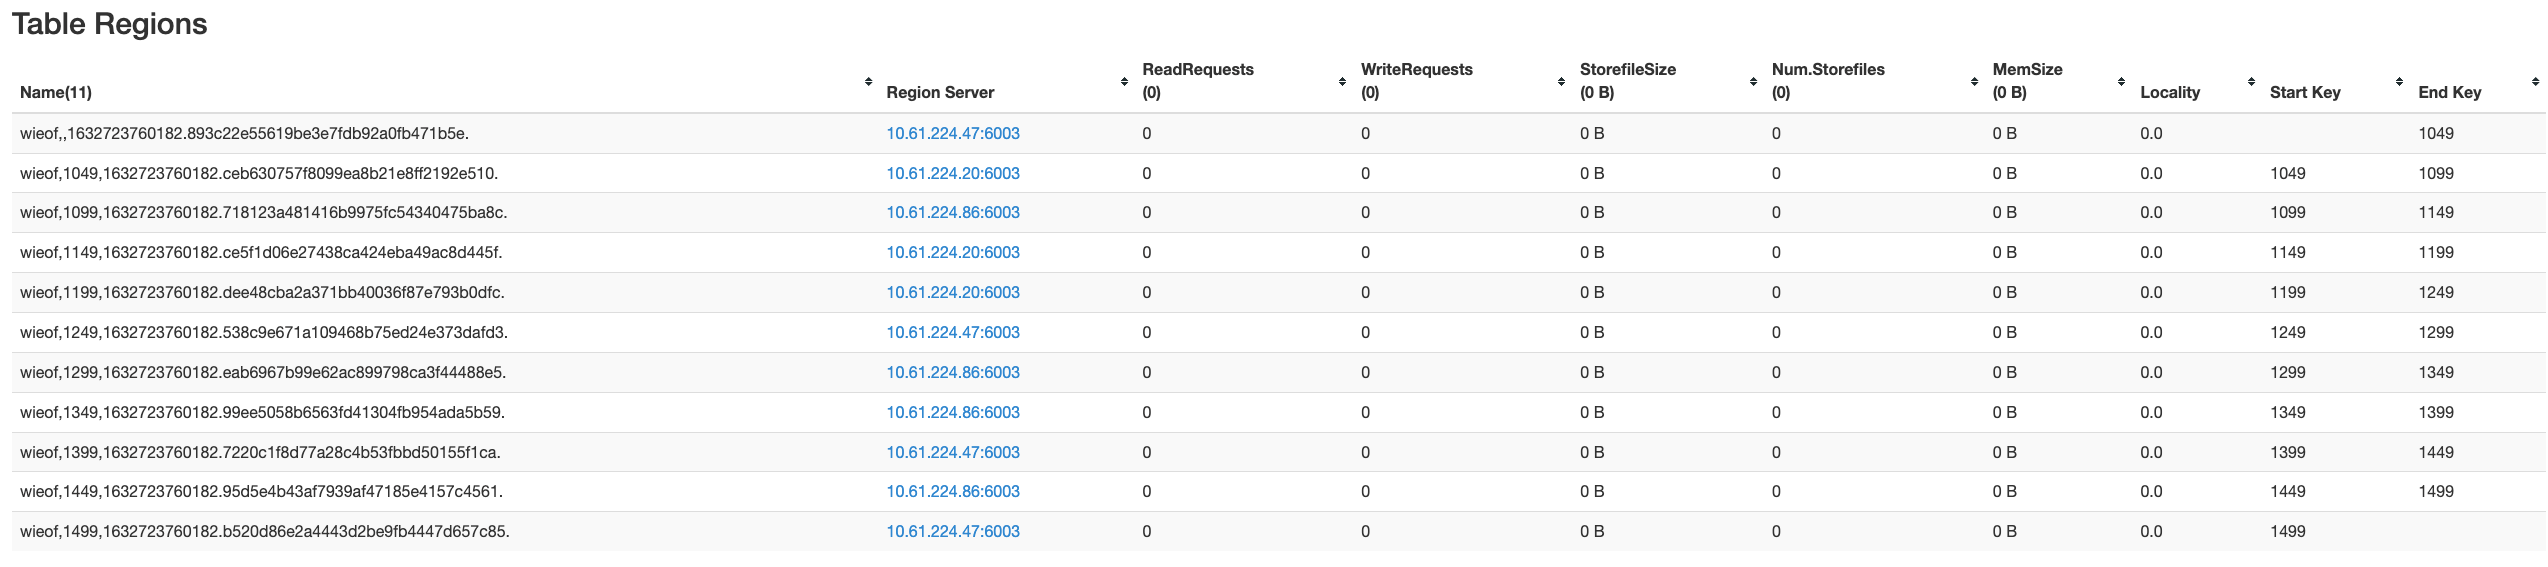 Table Regions
Name(11) Region Server ReadRequests (0) WriteRequests (0) StorefileSize (0 B) Num.Storefiles (0) MemSize (0 B) Locality Start Key End Key
wieof,,1632723760182.893c22e55619be3e7fdb92a0fb471b5e. 10.61.224.47:6003 0 0 0 B 0 0 B 0.0 1049
wieof,1049,1632723760182.ceb630757f8099ea8b21e8ff2192e510. 10.61.224.20:6003 0 0 0 B 0 0 B 0.0 1049 1099
wieof,1099,1632723760182.718123a481416b9975fc54340475ba8c. 10.61.224.86:6003 0 0 0 B 0 0 B 0.0 1099 1149
wieof,1149,1632723760182.ce5f1d06e27438ca424eba49ac8d445f. 10.61.224.20:6003 0 0 0 B 0 0 B 0.0 1149 1199
wieof,1199,1632723760182.dee48cba2a371bb40036f87e793b0dfc. 10.61.224.20:6003 0 0 0 B 0 0 B 0.0 1199 1249
wieof,1249,1632723760182.538c9e671a109468b75ed24e373dafd3. 10.61.224.47:6003 0 0 0 B 0 0 B 0.0 1249 1299
wieof,1299,1632723760182.eab6967b99e62ac899798ca3f44488e5. 10.61.224.86:6003 0 0 0 B 0 0 B 0.0 1299 1349
wieof,1349,1632723760182.99ee5058b6563fd41304fb954ada5b59. 10.61.224.86:6003 0 0 0 B 0 0 B 0.0 1349 1399
wieof,1399,1632723760182.7220c1f8d77a28c4b53fbbd50155f1ca. 10.61.224.47:6003 0 0 0 B 0 0 B 0.0 1399 1449
wieof,1449,1632723760182.95d5e4b43af7939af47185e4157c4561. 10.61.224.86:6003 0 0 0 B 0 0 B 0.0 1449 1499
wieof,1499,1632723760182.b520d86e2a4443d2be9fb4447d657c85. 10.61.224.47:6003 0 0 0 B 0 0 B 0.0 1499